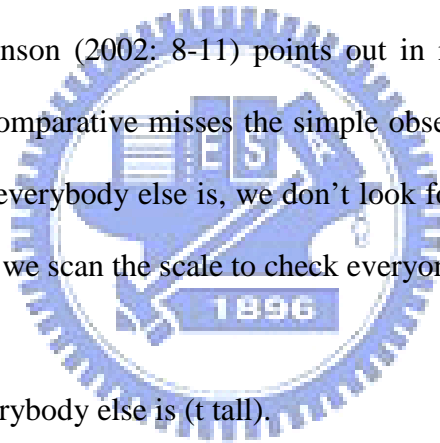 nson (2002: 8-11) points out in
omparative misses the simple obse
everybody else is, we don't look fo
we scan the scale to check everyon
E S A
1896
rybody else is (t tall).